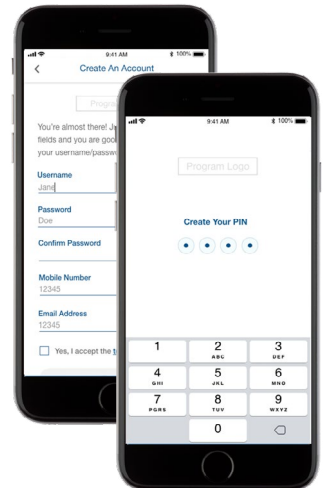 9:41 AM
100%
Create An Account
You're almost there! J
fields and you are goo
your username/passw
Username
Jane
Password
Doe
Confirm Password
Mobile Number
12345
Email Address
12345
Yes, I accept the
9:41 AM
100%
Program Logo
Create Your PIN
1
2
ABC
3
DEF
4
GHI
5
JKL
6
MNO
7
PQRS
8
TUV
9
WXYZ
0